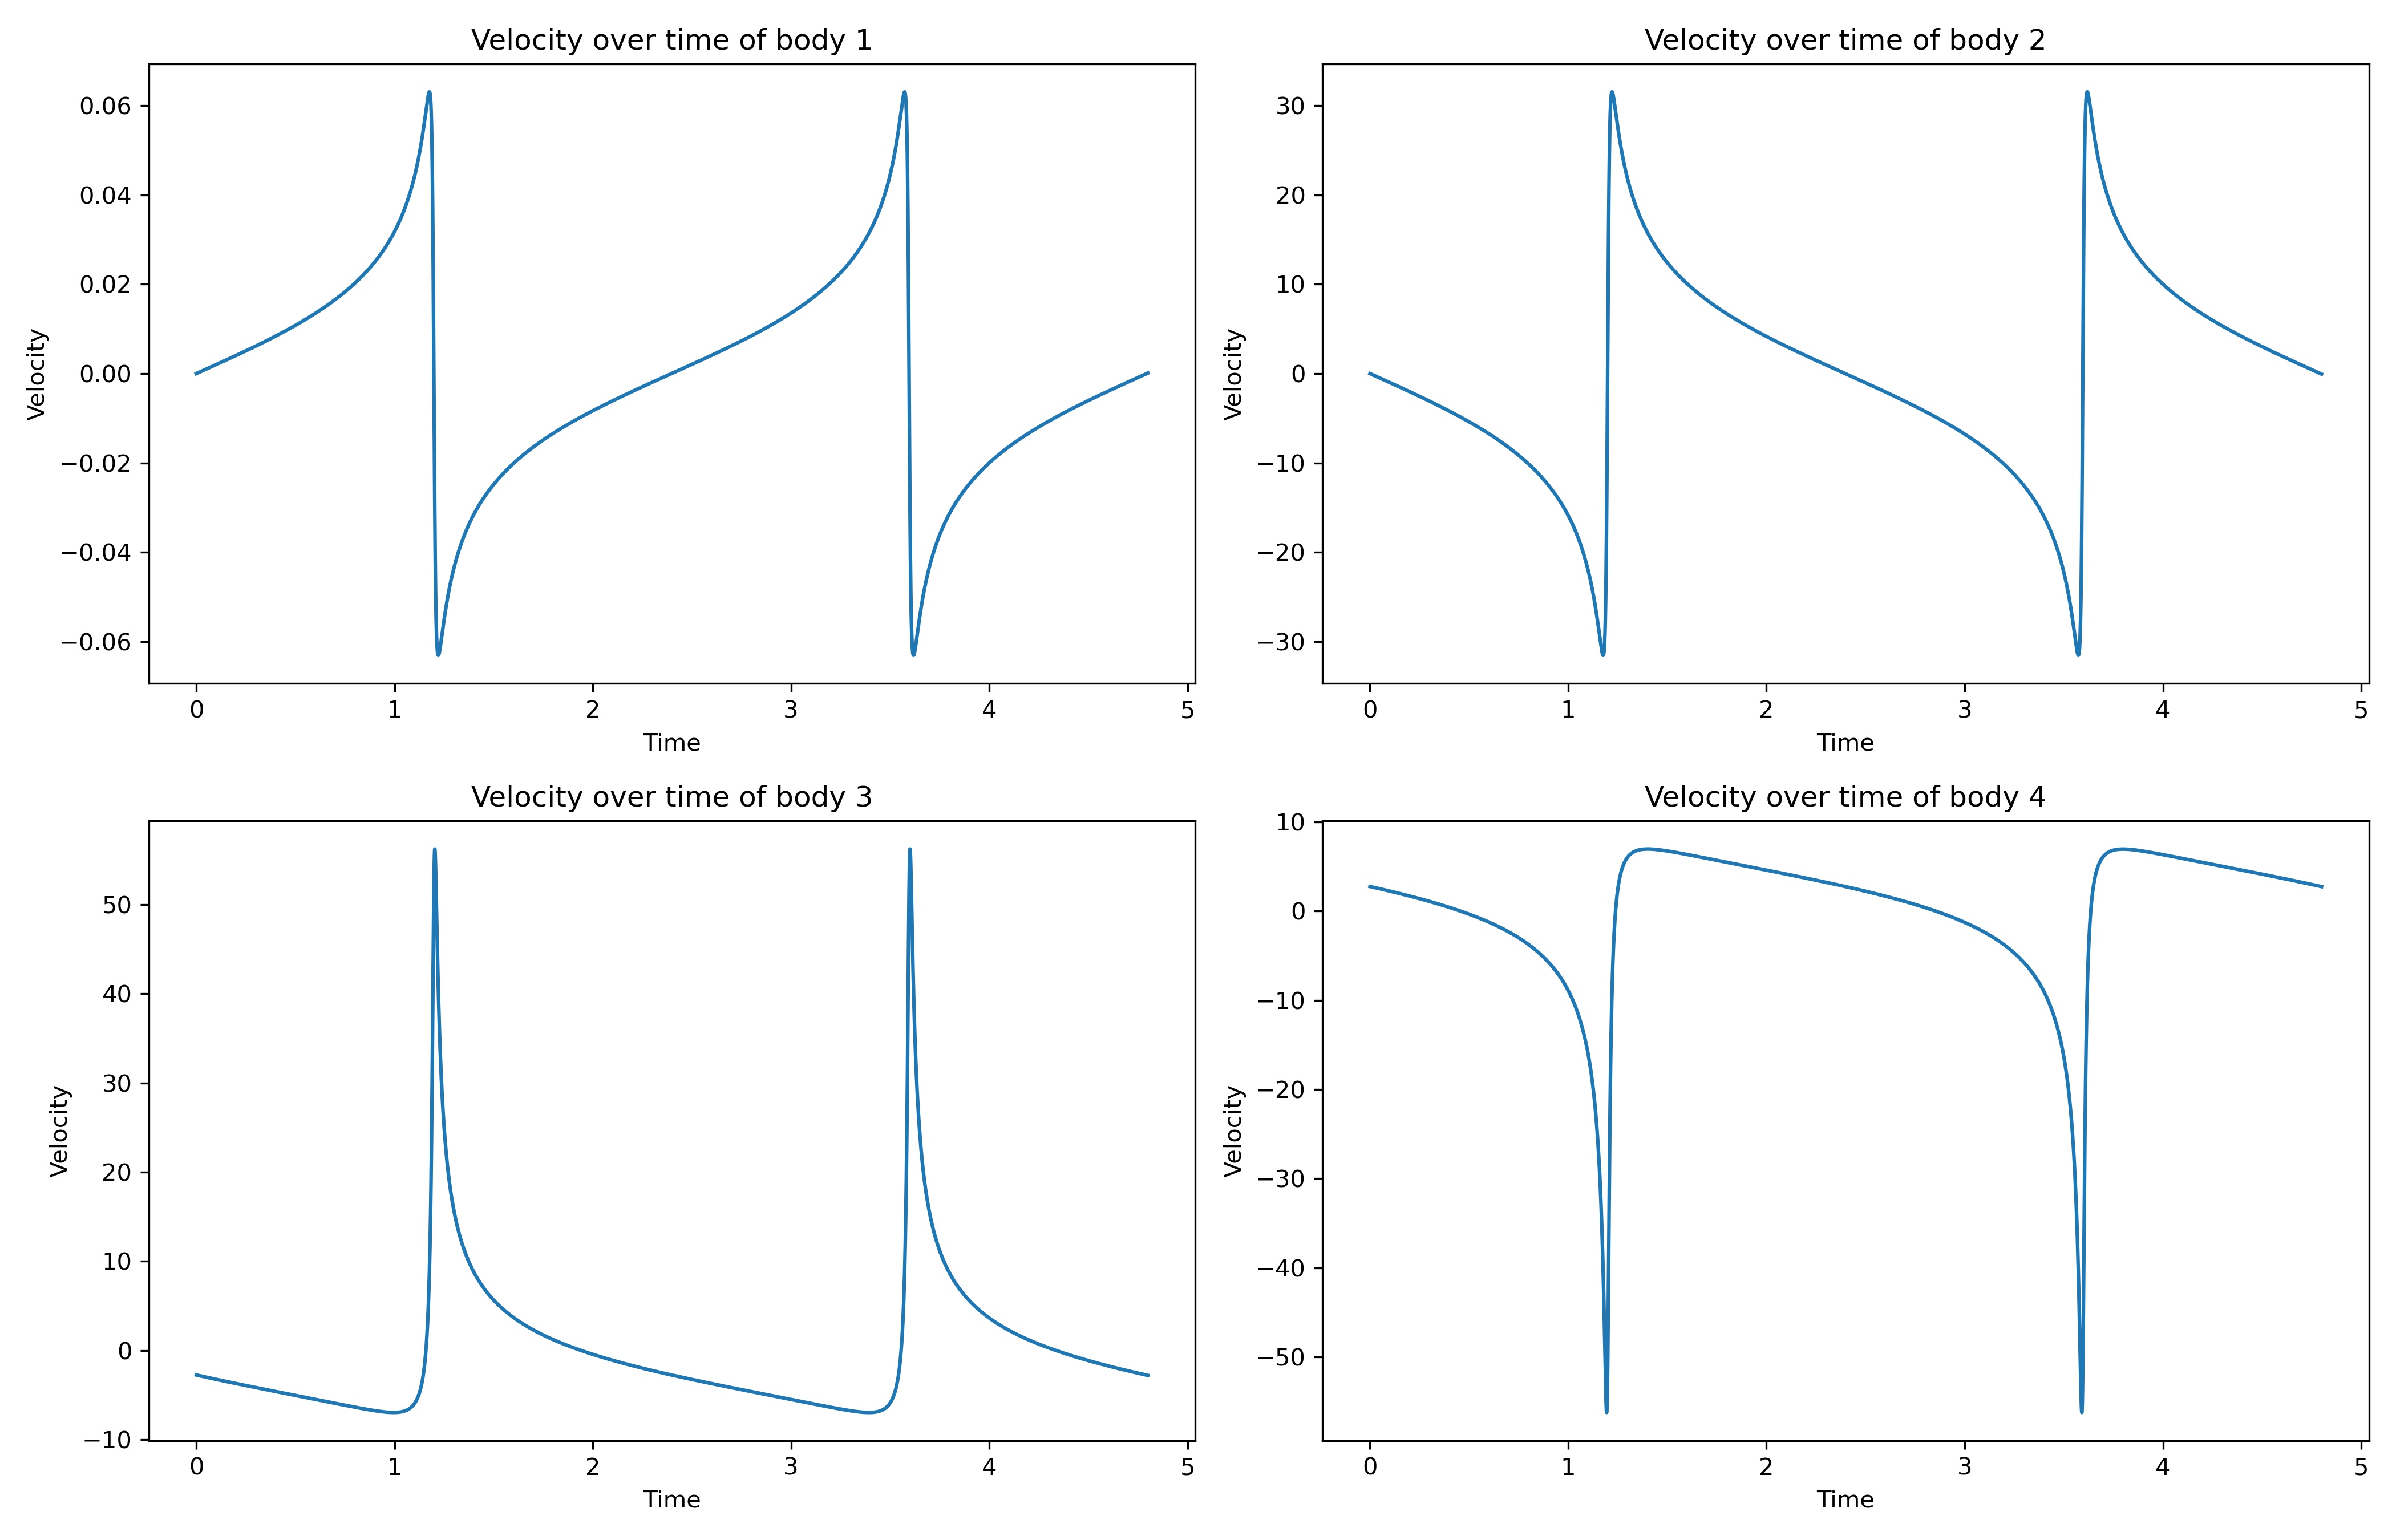 Velocity over time of body 1
Velocity
0.06
0.04
0.02
0.00
−0.02
−0.04
−0.06
0 1 2 3 4 5
Time
Velocity over time of body 2
Velocity
30
20
10
0
−10
−20
−30
0 1 2 3 4 5
Time
Velocity over time of body 3
Velocity
50
40
30
20
10
0
−10
0 1 2 3 4 5
Time
Velocity over time of body 4
Velocity
10
0
−10
−20
−30
−40
−50
0 1 2 3 4 5
Time